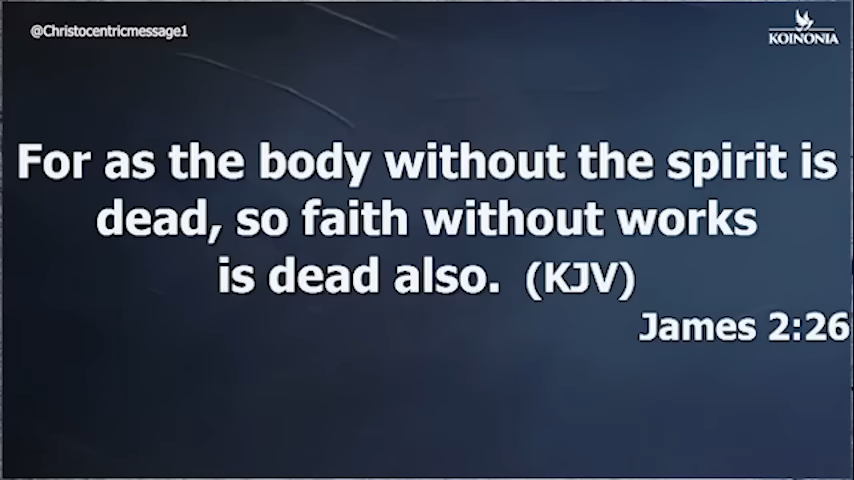 @Christocentricmessage1
KOINONIA
For as the body without the spirit is
dead, so faith without works
is dead also. (KJV)
James 2:26